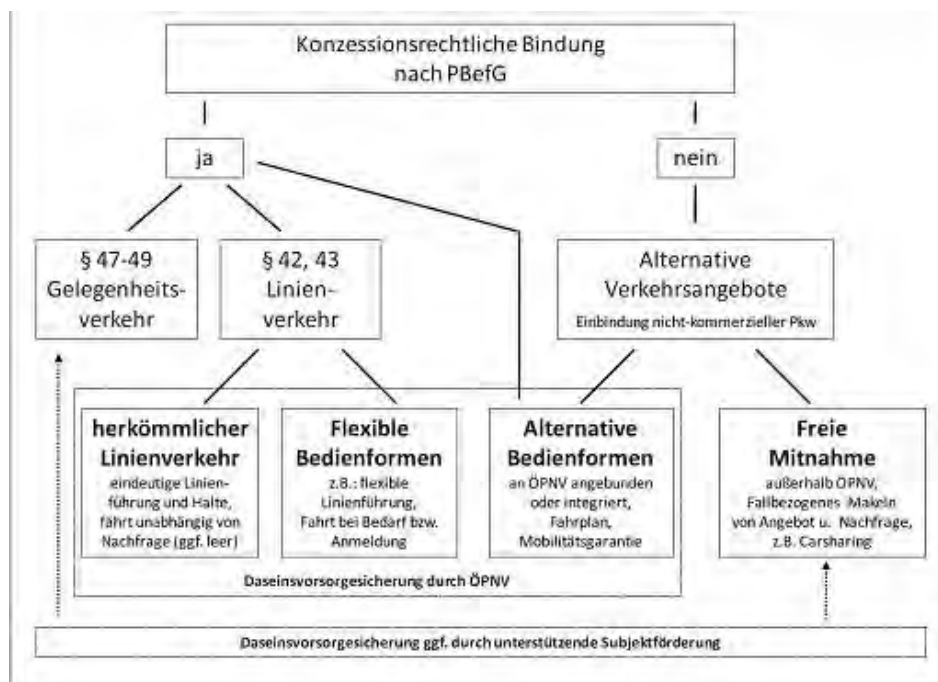 Konzessionsrechtliche Bindung
nach PBefG
ja
nein
§ 47-49
Gelegenheits-
verkehr
§ 42, 43
Linien-
verkehr
Alternative
Verkehrsangebote
Einbindung nicht-kommerzieller Pkw
herkömmlicher
Linienverkehr
eindeutige Linien-
führung und Halte,
fährt unabhängig von
Nachfrage (ggf. leer)
Flexible
Bedienformen
z.B.: flexible
Linienführung,
Fahrt bei Bedarf bzw.
Anmeldung
Alternative
Bedienformen
an ÖPNV angebunden
oder integriert,
Fahrplan,
Mobilitätsgarantie
Freie
Mitnahme
außerhalb ÖPNV,
Fallbezogenes Makeln
von Angebot u. Nachfrage,
z.B. Carsharing
Daseinsvorsorgesicherung durch ÖPNV
Daseinsvorsorgesicherung ggf. durch unterstützende Subjektförderung